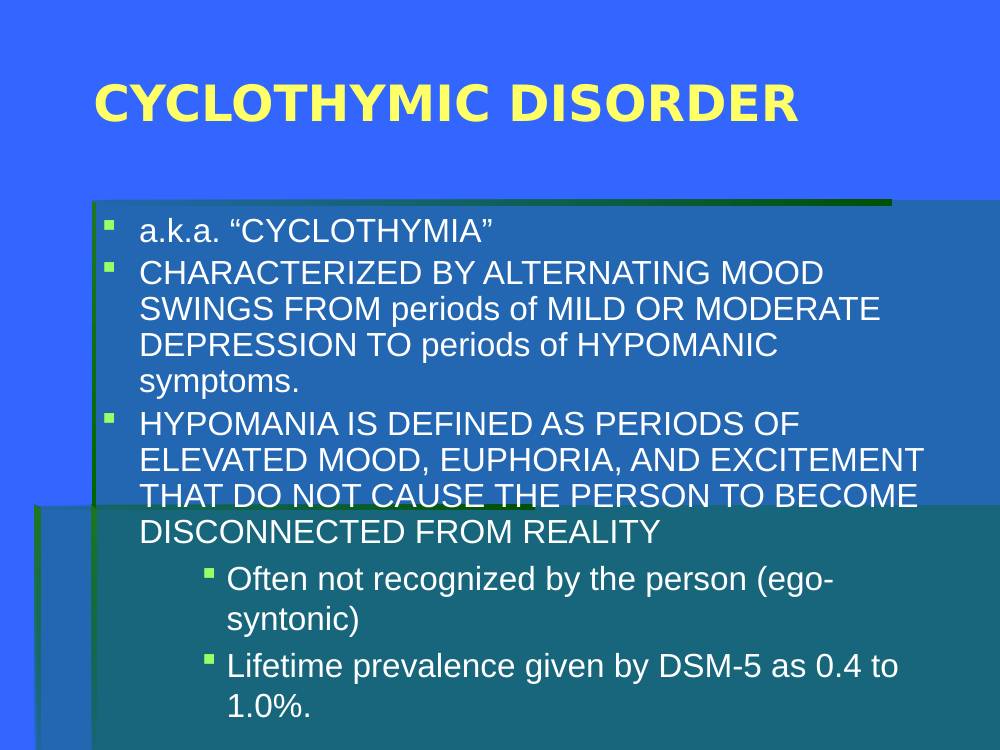 CYCLOTHYMIC DISORDER
a.k.a. “CYCLOTHYMIA”
CHARACTERIZED BY ALTERNATING MOOD
SWINGS FROM periods of MILD OR MODERATE
DEPRESSION TO periods of HYPOMANIC
symptoms.
HYPOMANIA IS DEFINED AS PERIODS OF
ELEVATED MOOD, EUPHORIA, AND EXCITEMENT
THAT DO NOT CAUSE THE PERSON TO BECOME
DISCONNECTED FROM REALITY
Often not recognized by the person (ego-
syntonic)
Lifetime prevalence given by DSM-5 as 0.4 to
1.0%.